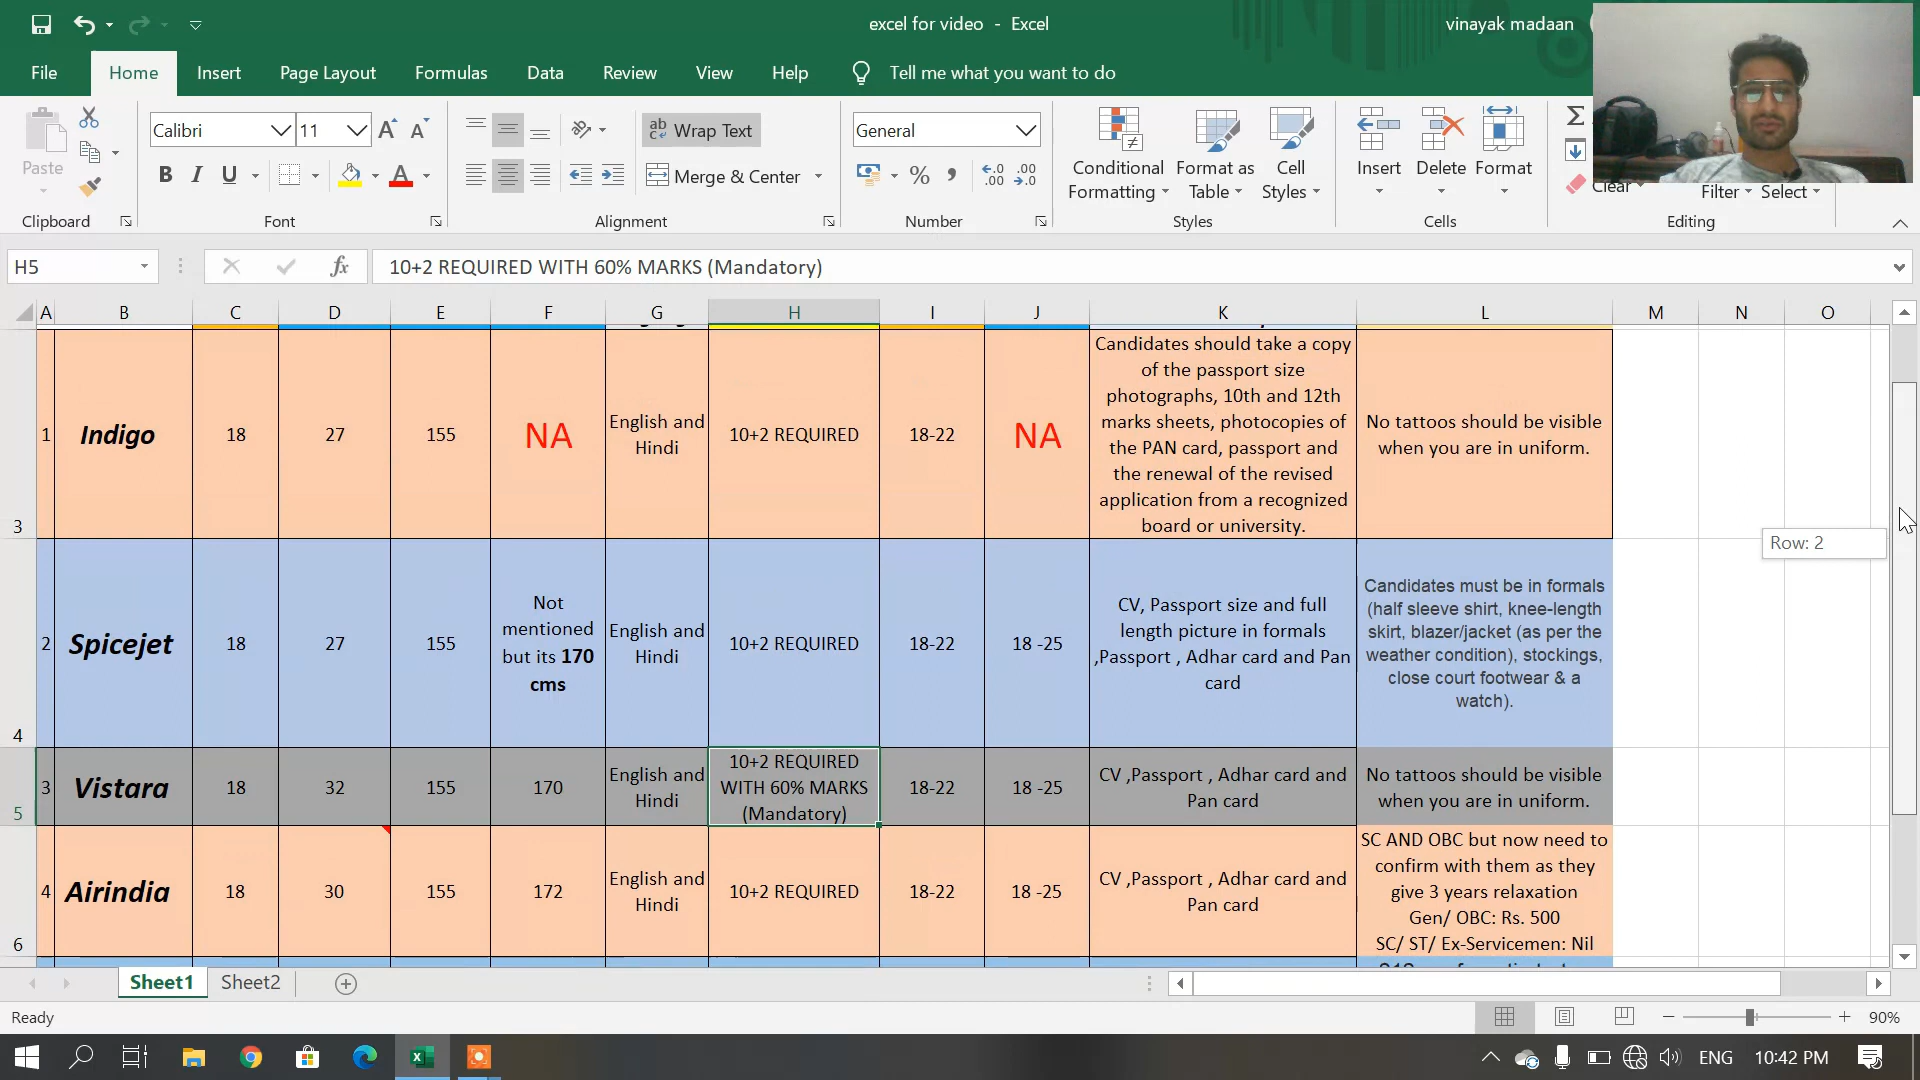 excel for video - Excel
vinayak madaan
File Home Insert Page Layout Formulas Data Review View Help Tell me what you want to do
Paste
Clipboard
Calibri 11
B I U
Font
Wrap Text
Merge & Center
Alignment
General
Number
Conditional Formatting
Format as Table
Cell Styles
Styles
Insert Delete Format
Cells
Clear
Filter Select
Editing
H5 fx 10+2 REQUIRED WITH 60% MARKS (Mandatory)
A B C D E F G H I J K L M N O
3
1 Indigo 18 27 155 NA English and Hindi 10+2 REQUIRED 18-22 NA
Candidates should take a copy
of the passport size
photographs, 10th and 12th
marks sheets, photocopies of
the PAN card, passport and
the renewal of the revised
application from a recognized
board or university.
No tattoos should be visible
when you are in uniform.
Row: 2
4
2 Spicejet 18 27 155
Not
mentioned
but its 170
cms
English and
Hindi
10+2 REQUIRED 18-22 18 -25
CV, Passport size and full
length picture in formals
,Passport , Adhar card and Pan
card
Candidates must be in formals
(half sleeve shirt, knee-length
skirt, blazer/jacket (as per the
weather condition), stockings,
close court footwear & a
watch).
5
3 Vistara 18 32 155 170
English and
Hindi
10+2 REQUIRED
WITH 60% MARKS
(Mandatory)
18-22 18 -25
CV ,Passport , Adhar card and
Pan card
No tattoos should be visible
when you are in uniform.
6
4 Airindia 18 30 155 172
English and
Hindi
10+2 REQUIRED 18-22 18 -25
CV ,Passport , Adhar card and
Pan card
SC AND OBC but now need to
confirm with them as they
give 3 years relaxation
Gen/ OBC: Rs. 500
SC/ ST/ Ex-Servicemen: Nil
Sheet1 Sheet2
Ready
90%
ENG 10:42 PM